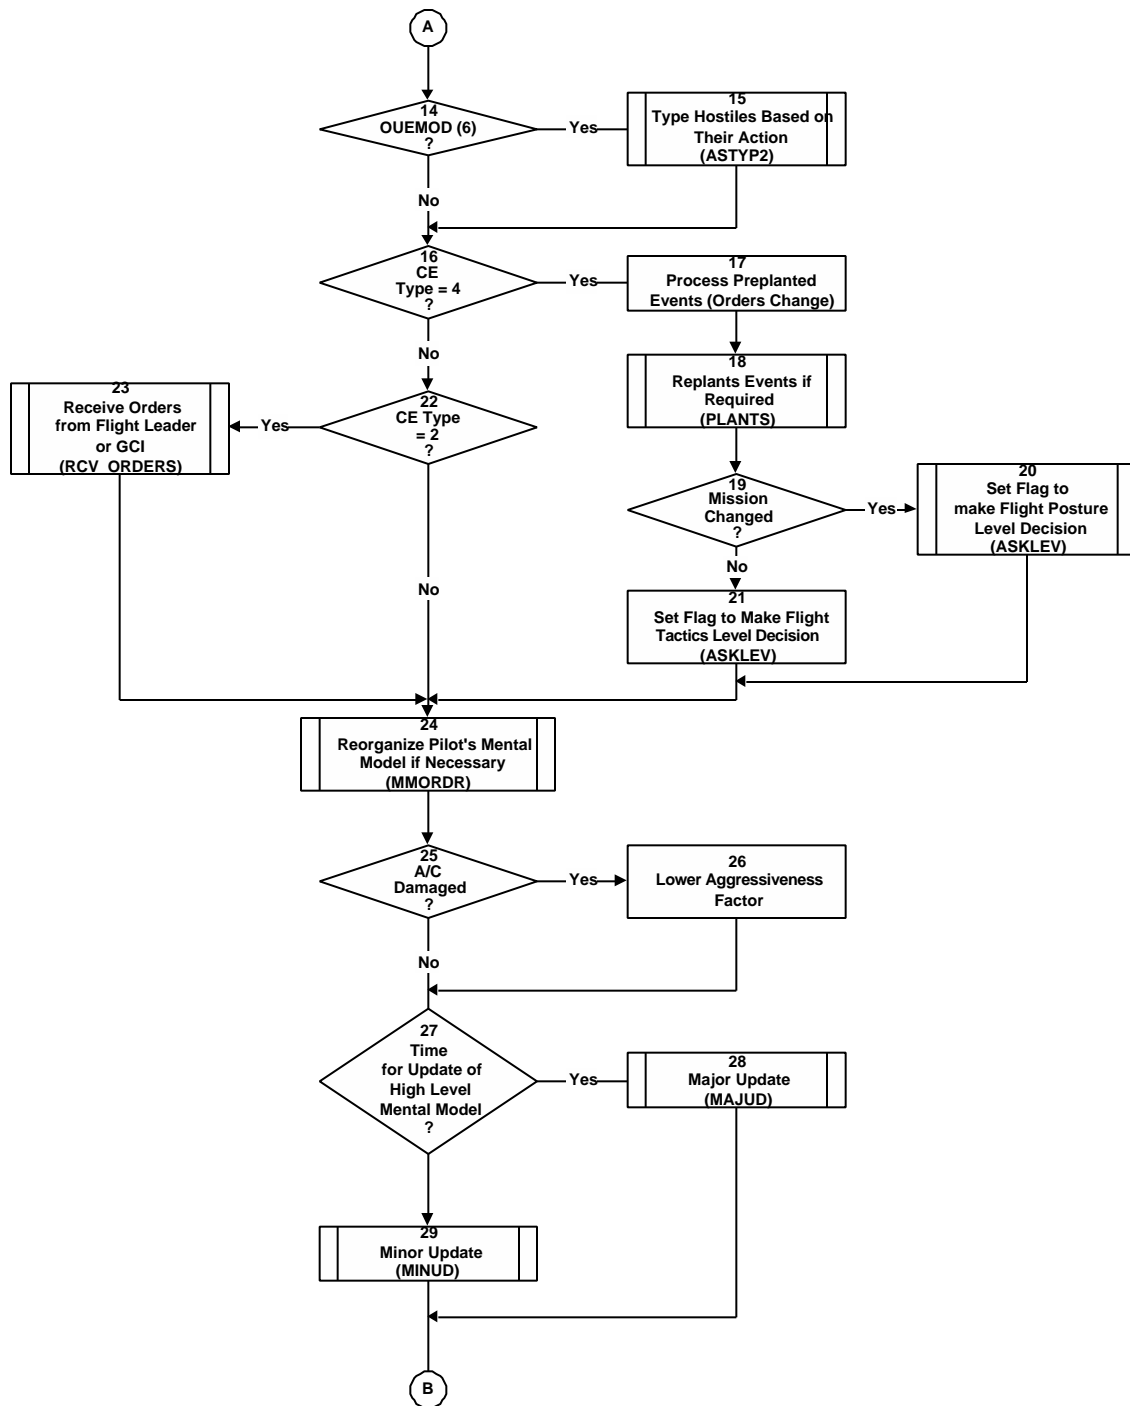 A
14
OUEMOD (6)
?
Yes
15
Type Hostiles Based on
Their Action
(ASTYP2)
No
16
CE
Type = 4
?
Yes
17
Process Preplanted
Events (Orders Change)
No
18
Replants Events if
Required
(PLANTS)
22
CE Type
= 2
?
Yes
23
Receive Orders
from Flight Leader
or GCI
(RCV_ORDERS)
19
Mission
Changed
?
Yes
20
Set Flag to
make Flight Posture
Level Decision
(ASKLEV)
No
No
21
Set Flag to Make Flight
Tactics Level Decision
(ASKLEV)
24
Reorganize Pilot's Mental
Model if Necessary
(MMORDR)
25
A/C
Damaged
?
Yes
26
Lower Aggressiveness
Factor
No
27
Time
for Update of
High Level
Mental Model
?
Yes
28
Major Update
(MAJUD)
29
Minor Update
(MINUD)
B